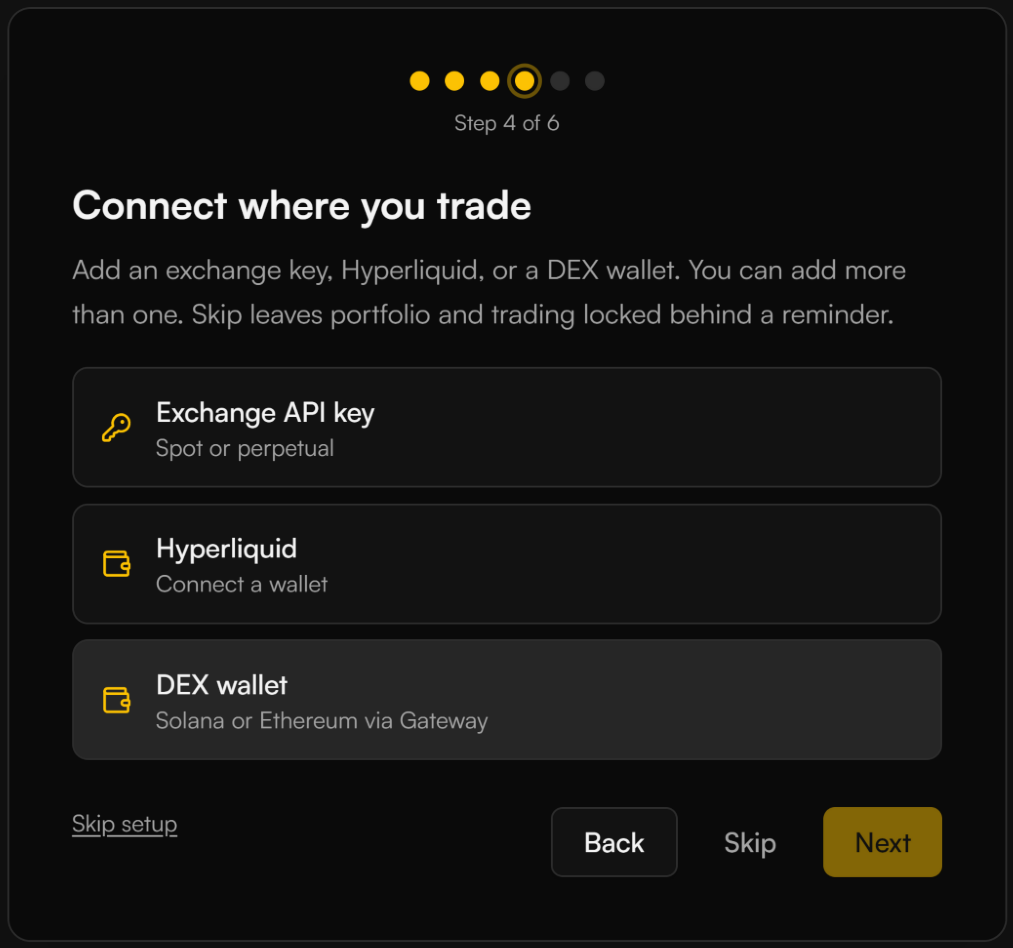 Step 4 of 6
Connect where you trade
Add an exchange key, Hyperliquid, or a DEX wallet. You can add more
than one. Skip leaves portfolio and trading locked behind a reminder.
Exchange API key
Spot or perpetual
Hyperliquid
Connect a wallet
DEX wallet
Solana or Ethereum via Gateway
Skip setup
Back
Skip
Next